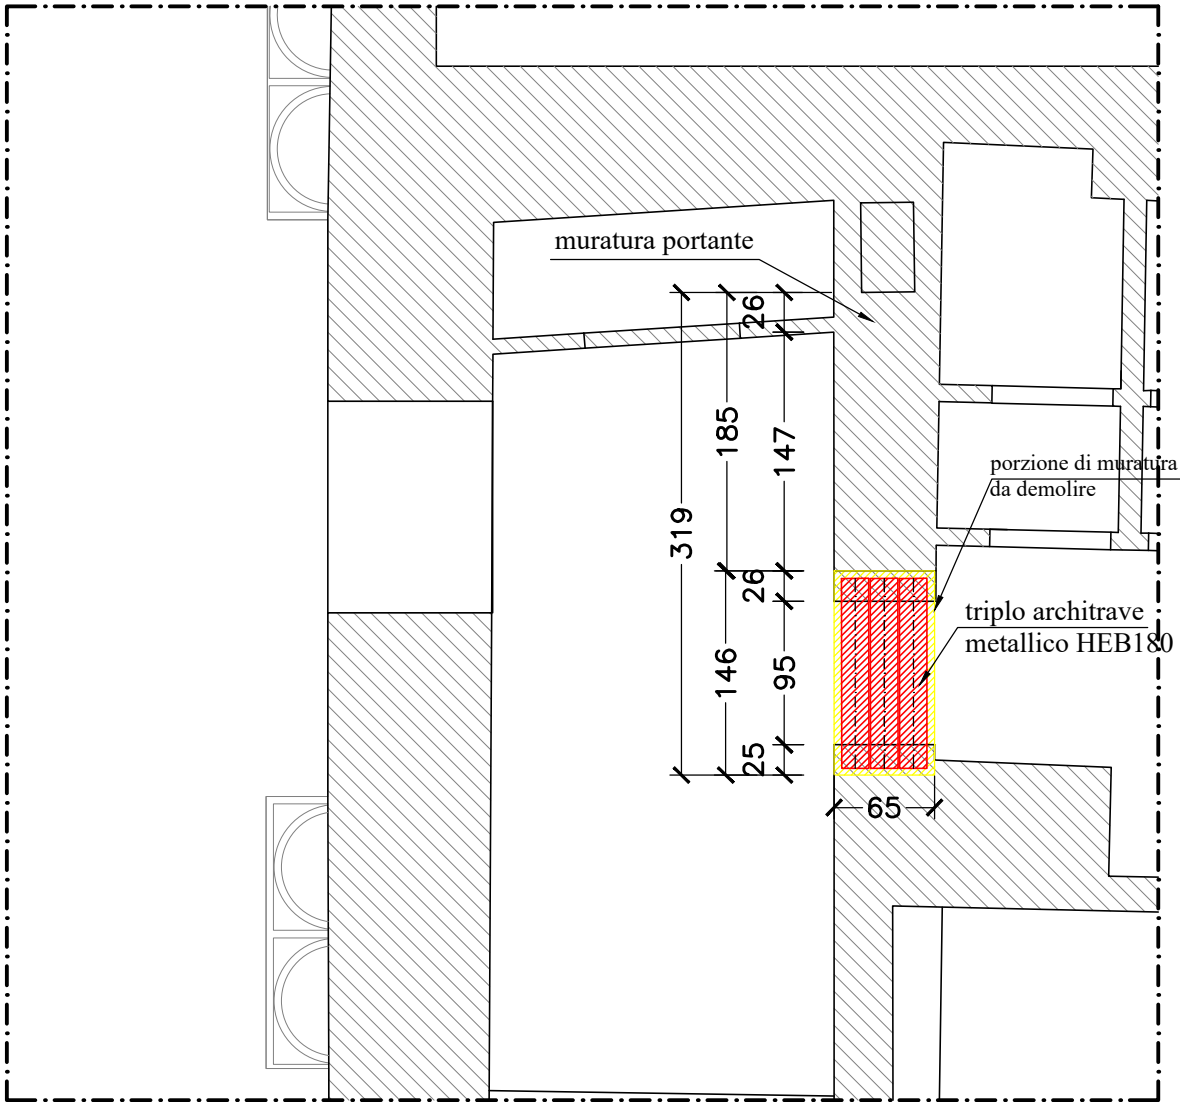 muratura portante
26
185
147
porzione di muratura
da demolire
319
26
triplo architrave
metallico HEB180
146
95
25
65